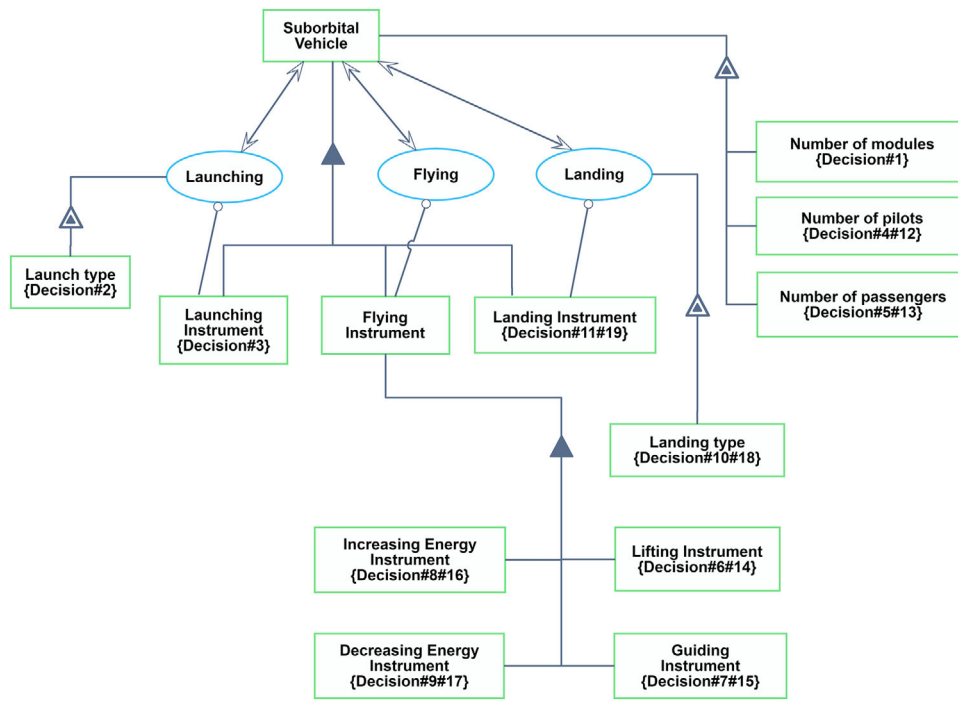 Suborbital
Vehicle
Launching
Flying
Landing
Number of modules
{Decision#1}
Number of pilots
{Decision#4#12}
Number of passengers
{Decision#5#13}
Launch type
{Decision#2}
Launching
Instrument
{Decision#3}
Flying
Instrument
Landing Instrument
{Decision#11#19}
Landing type
{Decision#10#18}
Increasing Energy
Instrument
{Decision#8#16}
Lifting Instrument
{Decision#6#14}
Decreasing Energy
Instrument
{Decision#9#17}
Guiding
Instrument
{Decision#7#15}